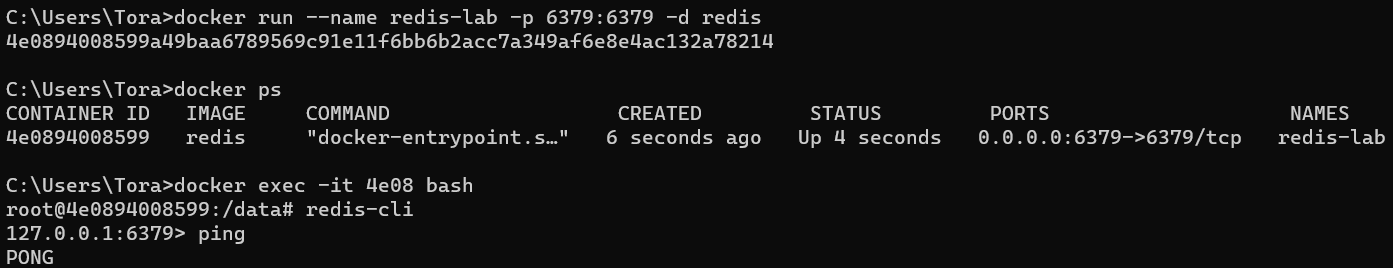 C:\Users\Tora>docker run --name redis-lab -p 6379:6379 -d redis
4e0894008599a49baa6789569c91e11f6bb6b2acc7a349af6e8e4ac132a78214
C:\Users\Tora>docker ps
CONTAINER ID   IMAGE     COMMAND                  CREATED         STATUS         PORTS                    NAMES
4e0894008599   redis     "docker-entrypoint.s…"   6 seconds ago   Up 4 seconds   0.0.0.0:6379->6379/tcp   redis-lab
C:\Users\Tora>docker exec -it 4e08 bash
root@4e0894008599:/data# redis-cli
127.0.0.1:6379> ping
PONG